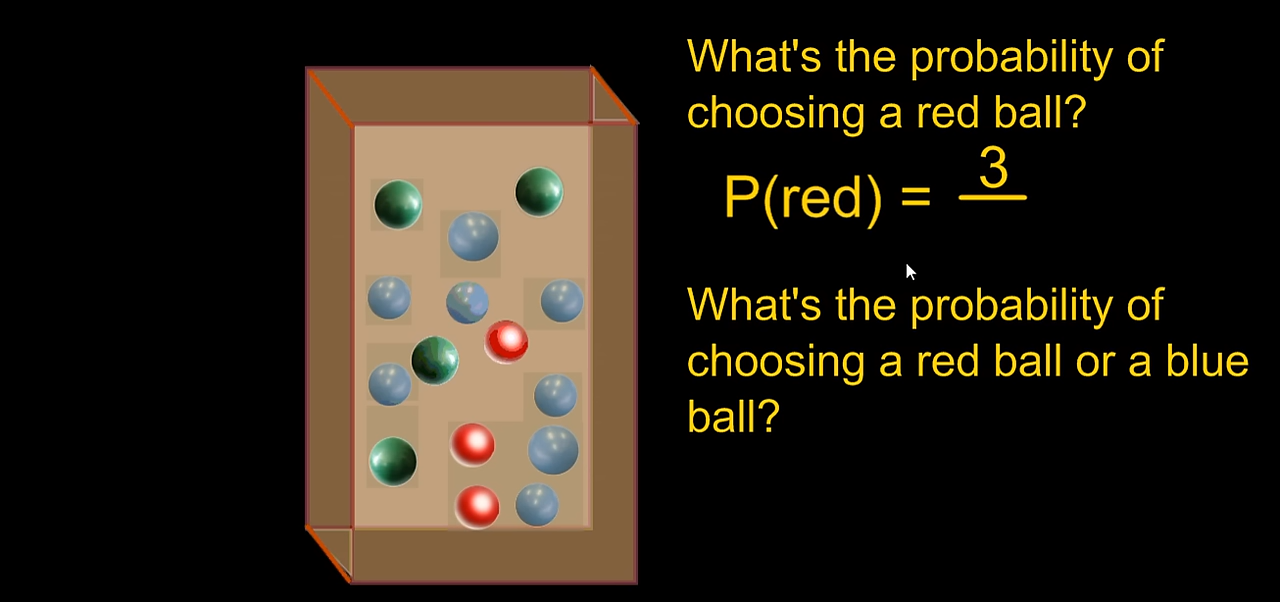 What's the probability of
choosing a red ball?
3
P(red) =
What's the probability of
choosing a red ball or a blue
ball?